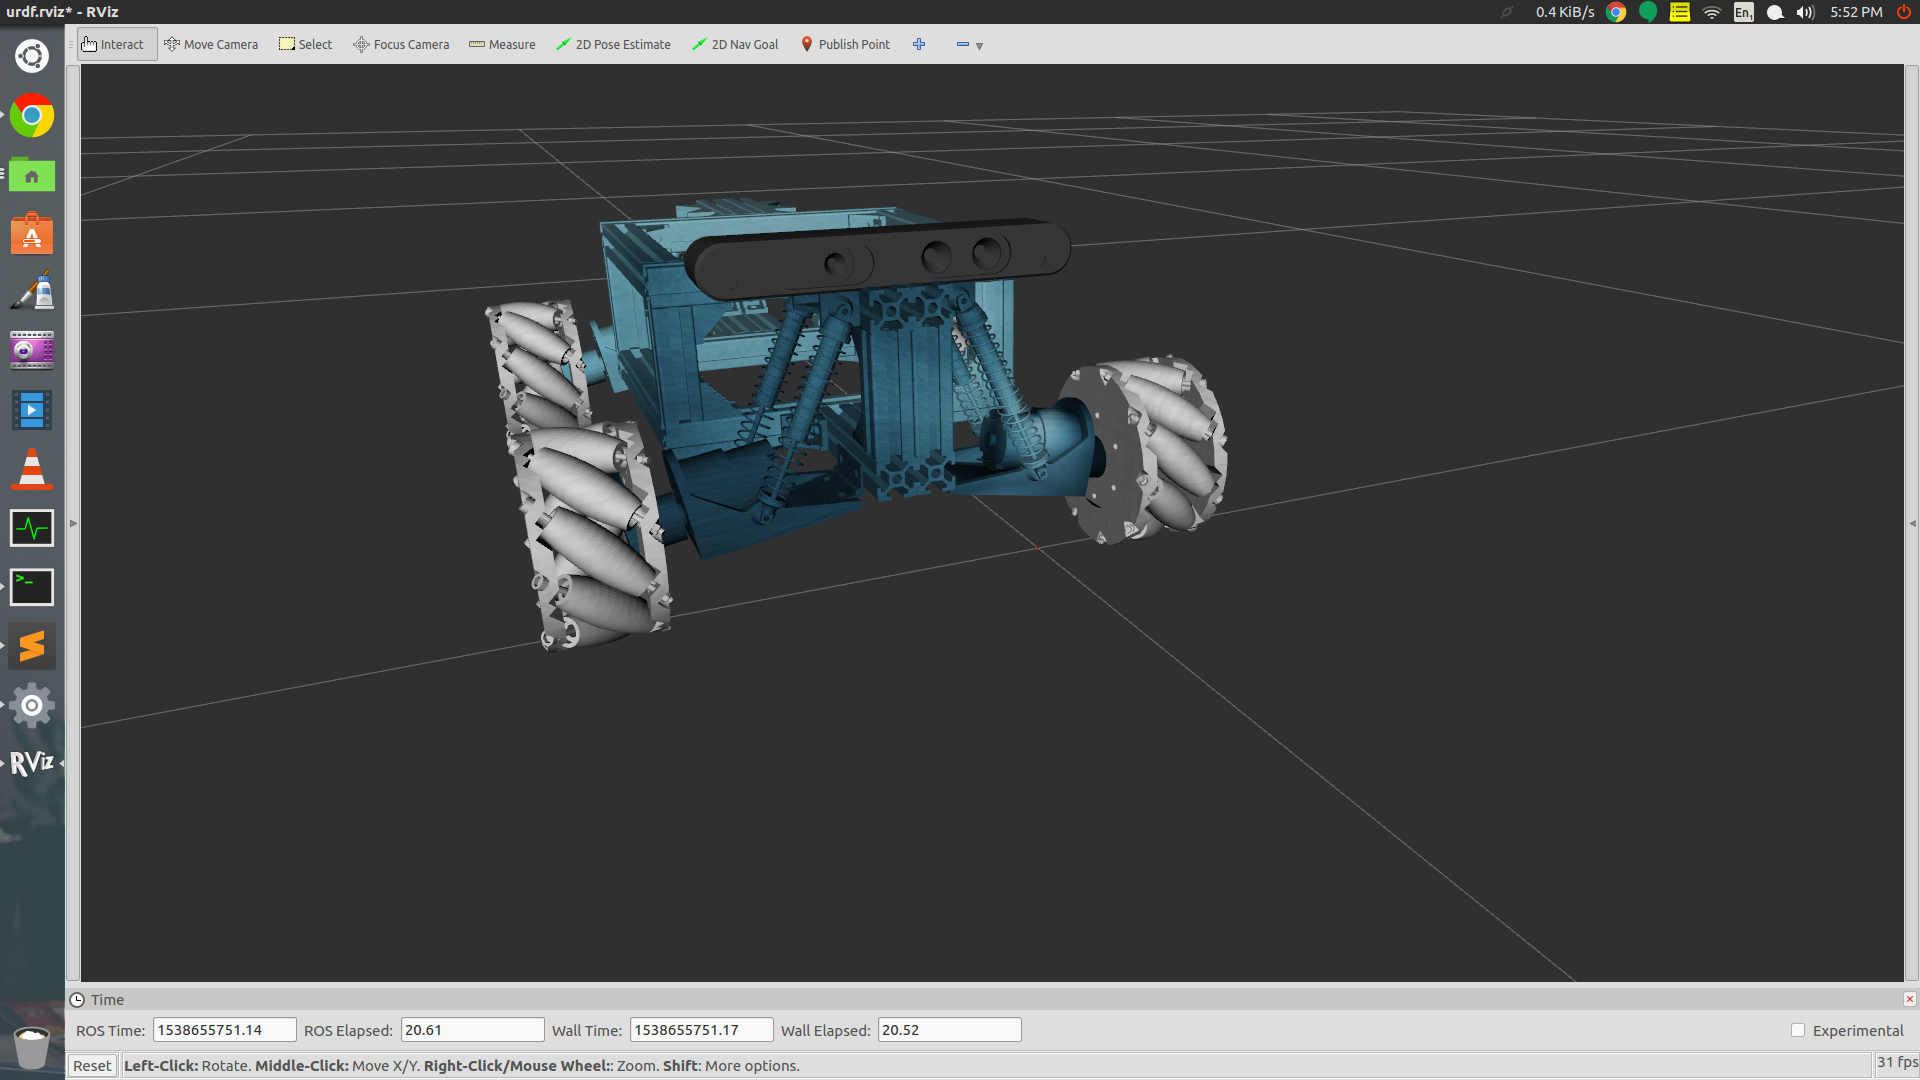 urdf.rviz* - RViz
0.4 KiB/s
En1
5:52 PM
Interact
Move Camera
Select
Focus Camera
Measure
2D Pose Estimate
2D Nav Goal
Publish Point
RViz
Time
ROS Time: 1538655751.14 ROS Elapsed: 20.61 Wall Time: 1538655751.17 Wall Elapsed: 20.52 Experimental
Reset Left-Click: Rotate. Middle-Click: Move X/Y. Right-Click/Mouse Wheel:: Zoom. Shift: More options. 31 fps